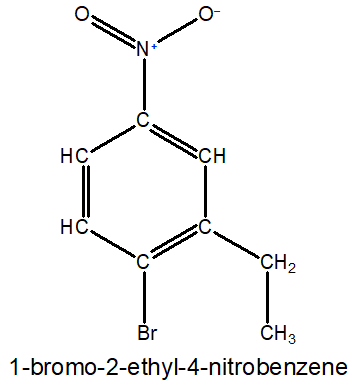 O O⁻
N⁺
C
HC CH
HC C
C CH₂
Br CH₃
1-bromo-2-ethyl-4-nitrobenzene